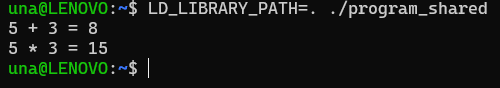 una@LENOVO:~$ LD_LIBRARY_PATH=. ./program_shared
5 + 3 = 8
5 * 3 = 15
una@LENOVO:~$